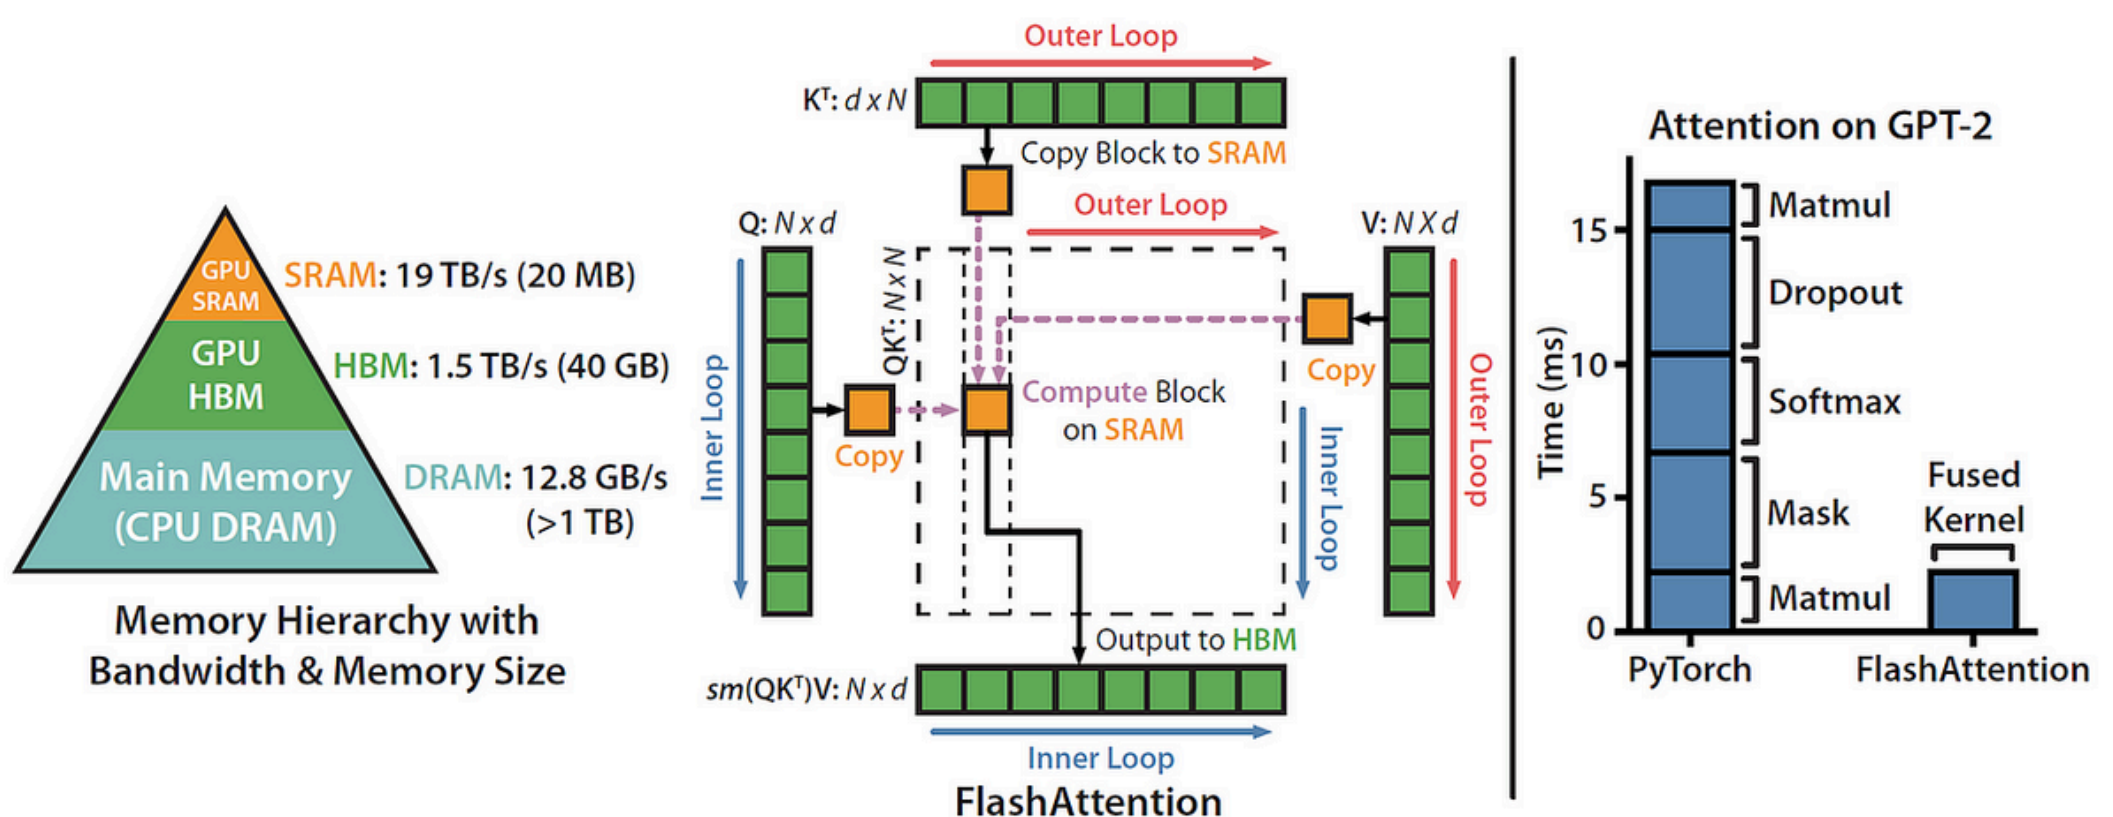 GPU
SRAM
GPU
HBM
Main Memory
(CPU DRAM)
SRAM: 19 TB/s (20 MB)
HBM: 1.5 TB/s (40 GB)
DRAM: 12.8 GB/s
(>1 TB)
Memory Hierarchy with
Bandwidth & Memory Size
Outer Loop
Kᵀ: d x N
Copy Block to SRAM
Outer Loop
Q: N x d
V: N X d
QKᵀ: N x N
Inner Loop
Copy
Compute Block
on SRAM
Copy
Inner Loop
Outer Loop
Output to HBM
sm(QKᵀ)V: N x d
Inner Loop
FlashAttention
Attention on GPT-2
Time (ms)
15
10
5
0
Matmul
Dropout
Softmax
Mask
Matmul
Fused
Kernel
PyTorch
FlashAttention